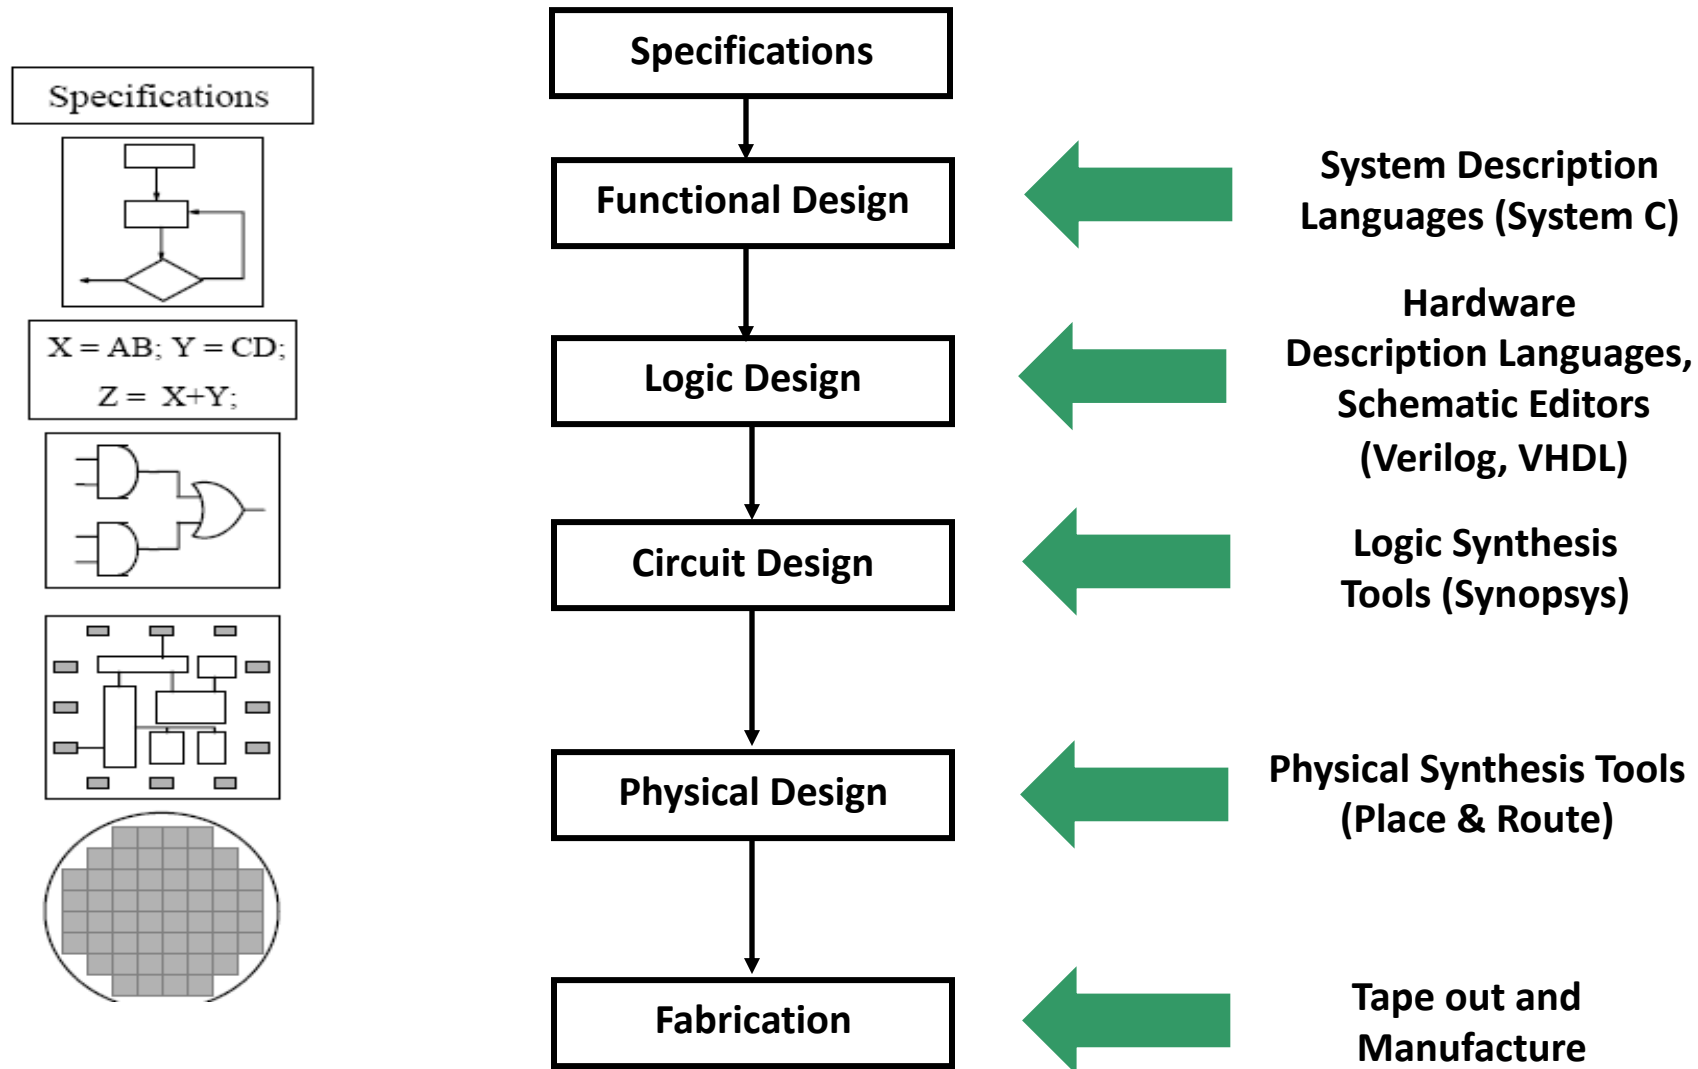 Specifications
X = AB; Y = CD;
Z = X+Y;
Specifications
Functional Design
Logic Design
Circuit Design
Physical Design
Fabrication
System Description
Languages (System C)
Hardware
Description Languages,
Schematic Editors
(Verilog, VHDL)
Logic Synthesis
Tools (Synopsys)
Physical Synthesis Tools
(Place & Route)
Tape out and
Manufacture